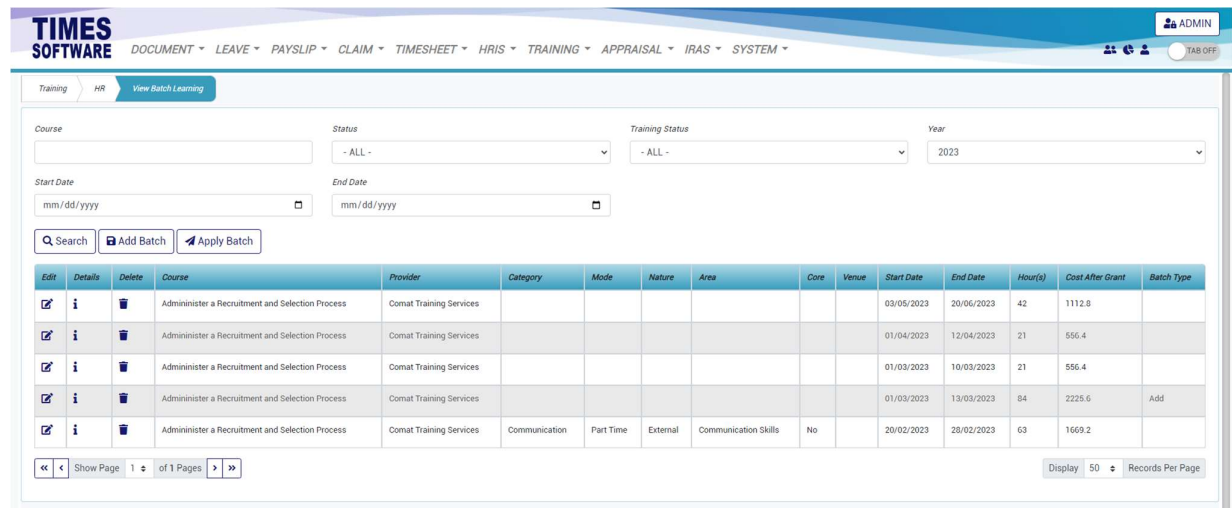 TIMES
SOFTWARE
DOCUMENT LEAVE PAYSLIP CLAIM TIMESHEET HRIS TRAINING APPRAISAL IRAS SYSTEM
ADMIN
TAB OFF
Training HR View Batch Learning
Course Status Training Status Year
- ALL - - ALL - 2023
Start Date End Date
mm/dd/yyyy mm/dd/yyyy
Search Add Batch Apply Batch
Edit Details Delete Course Provider Category Mode Nature Area Core Venue Start Date End Date Hour(s) Cost After Grant Batch Type
Admininister a Recruitment and Selection Process Comat Training Services 03/05/2023 20/06/2023 42 1112.8
Admininister a Recruitment and Selection Process Comat Training Services 01/04/2023 12/04/2023 21 556.4
Admininister a Recruitment and Selection Process Comat Training Services 01/03/2023 10/03/2023 21 556.4
Admininister a Recruitment and Selection Process Comat Training Services 01/03/2023 13/03/2023 84 2225.6 Add
Admininister a Recruitment and Selection Process Comat Training Services Communication Part Time External Communication Skills No 20/02/2023 28/02/2023 63 1669.2
« ‹ Show Page 1 of 1 Pages › » Display 50 Records Per Page